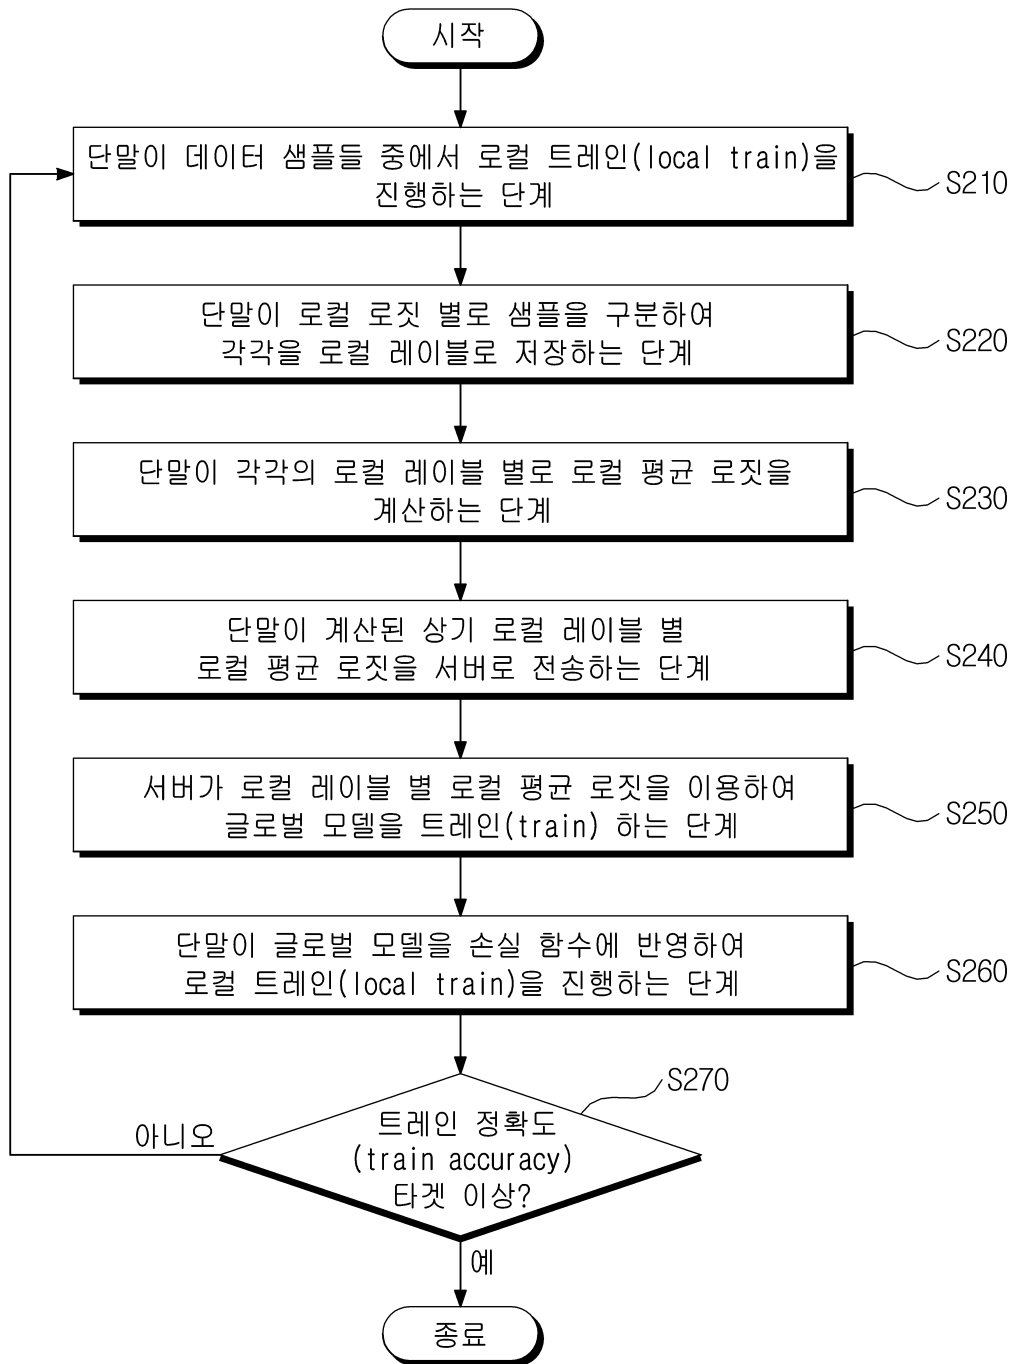 시작
단말이 데이터 샘플들 중에서 로컬 트레인(local train)을
진행하는 단계
S210
단말이 로컬 로짓 별로 샘플을 구분하여
각각을 로컬 레이블로 저장하는 단계
S220
단말이 각각의 로컬 레이블 별로 로컬 평균 로짓을
계산하는 단계
S230
단말이 계산된 상기 로컬 레이블 별
로컬 평균 로짓을 서버로 전송하는 단계
S240
서버가 로컬 레이블 별 로컬 평균 로짓을 이용하여
글로벌 모델을 트레인(train) 하는 단계
S250
단말이 글로벌 모델을 손실 함수에 반영하여
로컬 트레인(local train)을 진행하는 단계
S260
S270
트레인 정확도
(train accuracy)
타겟 이상?
아니오
예
종료